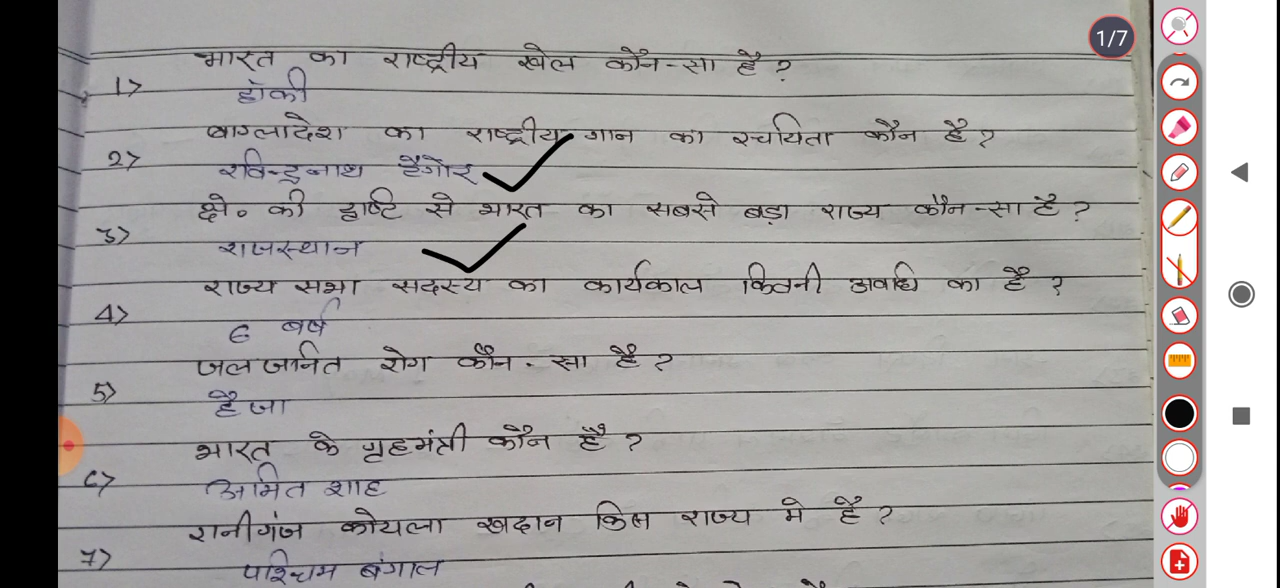 1/7
भारत का राष्ट्रीय खेल कौन-सा है ?
1> हॉकी
बाग्लादेश का राष्ट्रीय गान का रचयिता कौन है ?
2> रविन्द्रनाथ टैगोर
क्षे० की दृष्टि से भारत का सबसे बड़ा राज्य कौन-सा है ?
3> राजस्थान
राज्य सभा सदस्य का कार्यकाल कितनी अवधि का है ?
4> 6 बर्ष
जल जनित रोग कौन-सा है ?
5> हैजा
भारत के गृहमंत्री कौन है ?
6> अमित शाह
रानीगंज कोयला खदान किस राज्य मे है ?
7> पश्चिम बंगाल